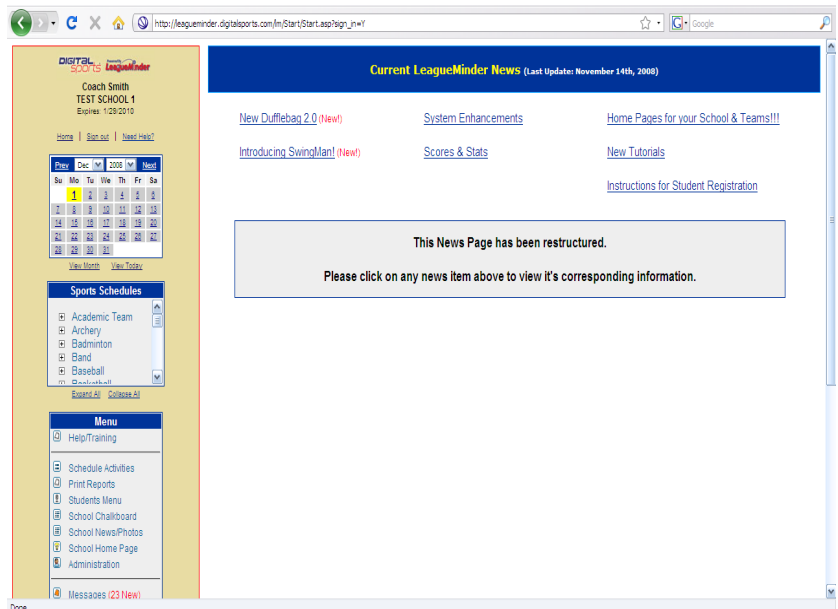 http://leagueminder.digitalsports.com/lm/Start/Start.asp?sign_in=Y
Google
DIGITAL SPORTS LeagueMinder
Coach Smith
TEST SCHOOL 1
Expires: 1/29/2010
Home | Sign out | Need Help?
Prev Dec 2008 Next
Su Mo Tu We Th Fr Sa
1 2 3 4 5 6
7 8 9 10 11 12 13
14 15 16 17 18 19 20
21 22 23 24 25 26 27
28 29 30 31
View Month View Today
Sports Schedules
Academic Team
Archery
Badminton
Band
Baseball
Basketball
Expand All Collapse All
Menu
Help/Training
Schedule Activities
Print Reports
Students Menu
School Chalkboard
School News/Photos
School Home Page
Administration
Messages (23 New)
Current LeagueMinder News (Last Update: November 14th, 2008)
New Dufflebag 2.0 (New!) System Enhancements Home Pages for your School & Teams!!!
Introducing SwingMan! (New!) Scores & Stats New Tutorials
Instructions for Student Registration
This News Page has been restructured.
Please click on any news item above to view it's corresponding information.
Done